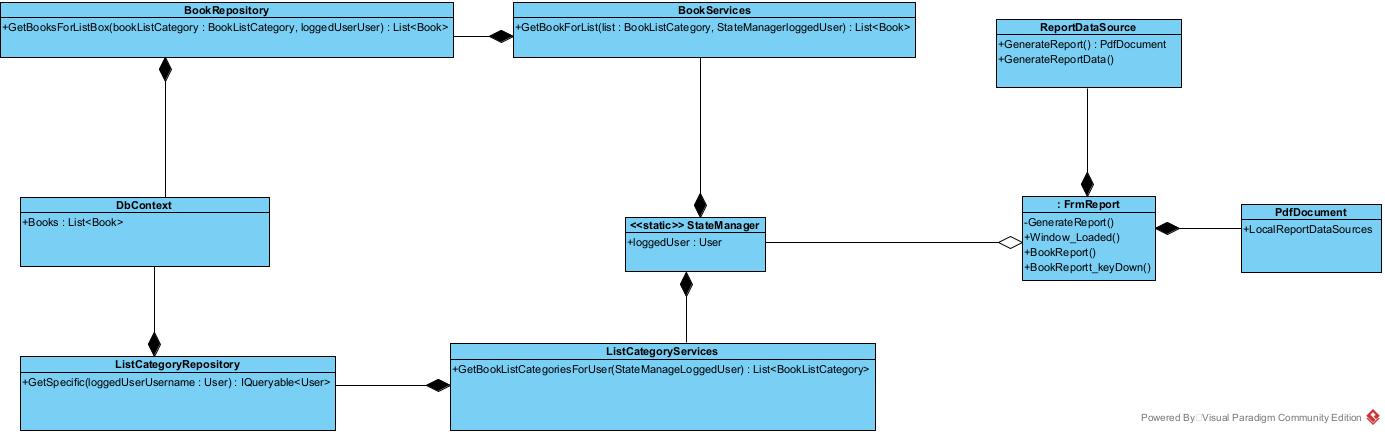 BookRepository
+GetBooksForListBox(bookListCategory : BookListCategory, loggedUserUser) : List<Book>
BookServices
+GetBookForList(list : BookListCategory, StateManagerloggedUser) : List<Book>
ReportDataSource
+GenerateReport() : PdfDocument
+GenerateReportData()
DbContext
+Books : List<Book>
<<static>> StateManager
+loggedUser : User
: FrmReport
-GenerateReport()
+Window_Loaded()
+BookReport()
+BookReportt_keyDown()
PdfDocument
+LocalReportDataSources
ListCategoryRepository
+GetSpecific(loggedUserUsername : User) : IQueryable<User>
ListCategoryServices
+GetBookListCategoriesForUser(StateManageLoggedUser) : List<BookListCategory>
Powered By Visual Paradigm Community Edition